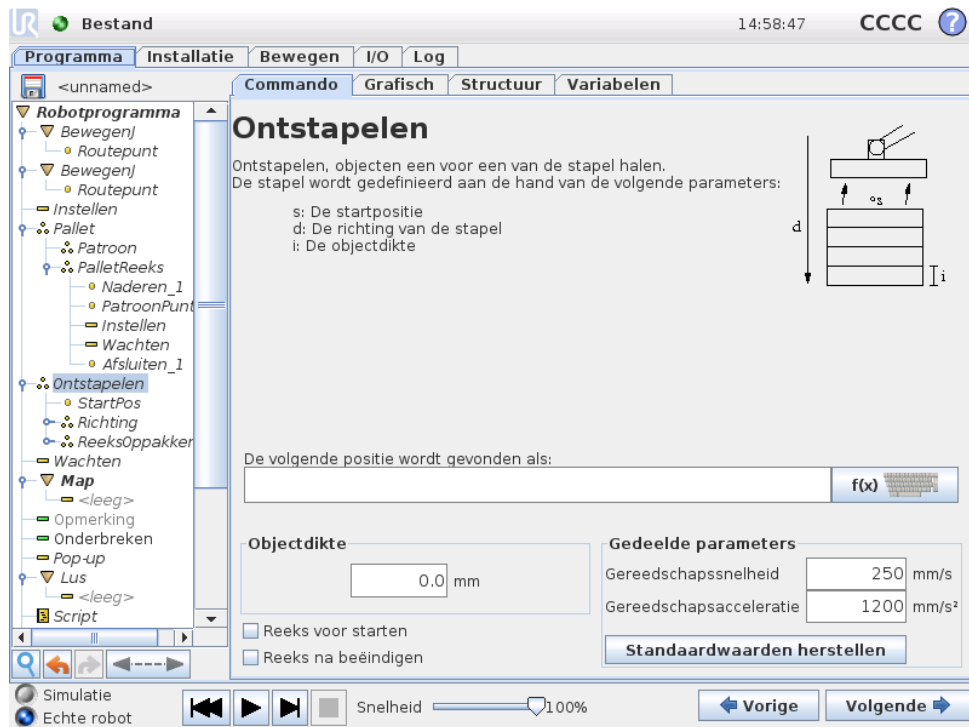 UR Bestand 14:58:47 CCCC ?
Programma Installatie Bewegen I/O Log
<unnamed>
Commando Grafisch Structuur Variabelen
Robotprogramma
BewegenJ
Routepunt
BewegenJ
Routepunt
Instellen
Pallet
Patroon
PalletReeks
Naderen_1
PatroonPunt
Instellen
Wachten
Afsluiten_1
Ontstapelen
StartPos
Richting
ReeksOppakken
Wachten
Map
<leeg>
Opmerking
Onderbreken
Pop-up
Lus
<leeg>
Script
Ontstapelen
Ontstapelen, objecten een voor een van de stapel halen.
De stapel wordt gedefinieerd aan de hand van de volgende parameters:
s: De startpositie
d: De richting van de stapel
i: De objectdikte
d
s
i
De volgende positie wordt gevonden als:
f(x)
Objectdikte
0.0 mm
Reeks voor starten
Reeks na beëindigen
Gedeelde parameters
Gereedschapssnelheid 250 mm/s
Gereedschapsacceleratie 1200 mm/s²
Standaardwaarden herstellen
Simulatie
Echte robot
Snelheid 100%
Vorige
Volgende